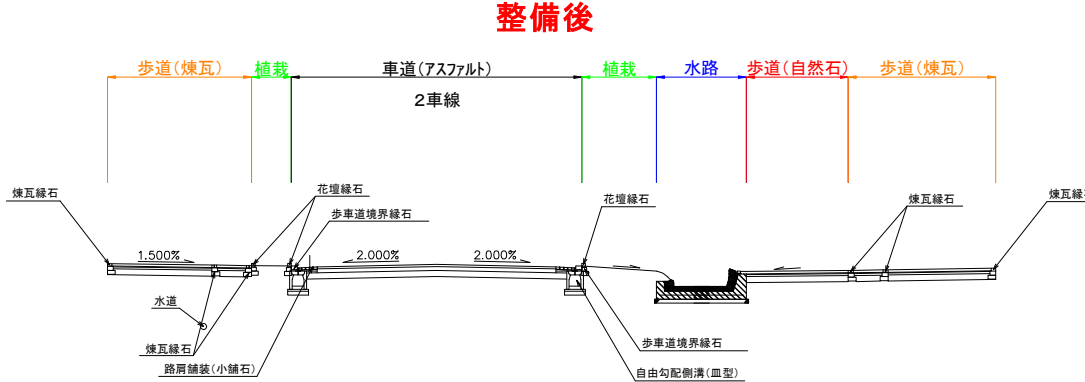 整備後
歩道(煉瓦)
植栽
車道(アスファルト)
植栽
水路
歩道(自然石)
歩道(煉瓦)
2車線
煉瓦縁石
花壇縁石
歩車道境界縁石
花壇縁石
煉瓦縁石
煉瓦縁石
1.500%
2.000%
2.000%
水道
煉瓦縁石
路肩舗装(小舗石)
歩車道境界縁石
自由勾配側溝(皿型)